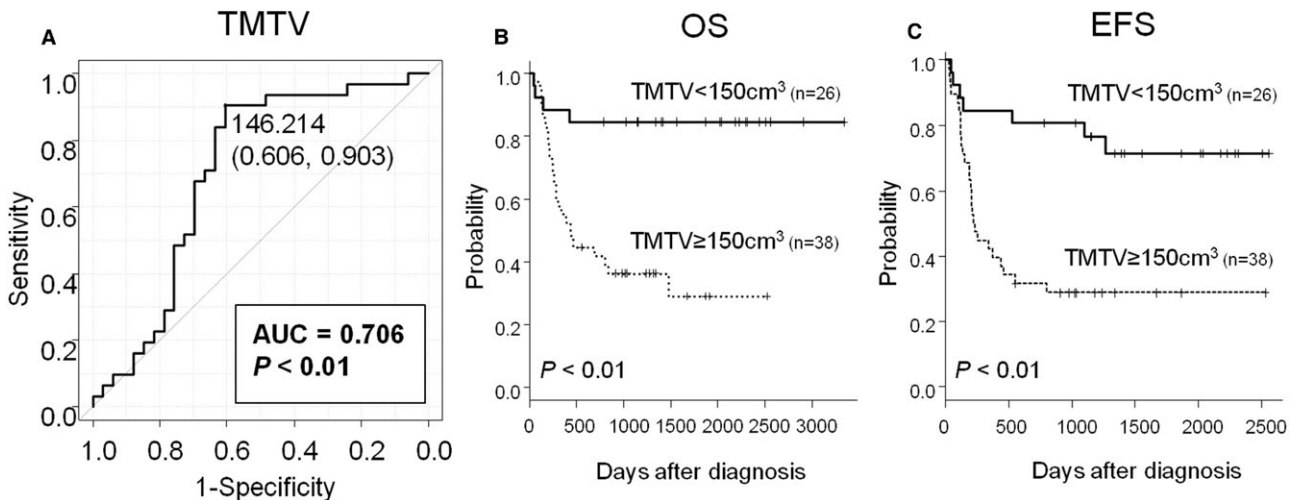 A
TMTV
1.0
0.8
0.6
0.4
0.2
0.0
Sensitivity
146.214
(0.606, 0.903)
AUC = 0.706
P < 0.01
1.0 0.8 0.6 0.4 0.2 0.0
1-Specificity
B
OS
1.0
0.8
0.6
0.4
0.2
0.0
Probability
TMTV<150cm³ (n=26)
TMTV≥150cm³ (n=38)
P < 0.01
0 500 1000 1500 2000 2500 3000
Days after diagnosis
C
EFS
1.0
0.8
0.6
0.4
0.2
0.0
Probability
TMTV<150cm³ (n=26)
TMTV≥150cm³ (n=38)
P < 0.01
0 500 1000 1500 2000 2500
Days after diagnosis